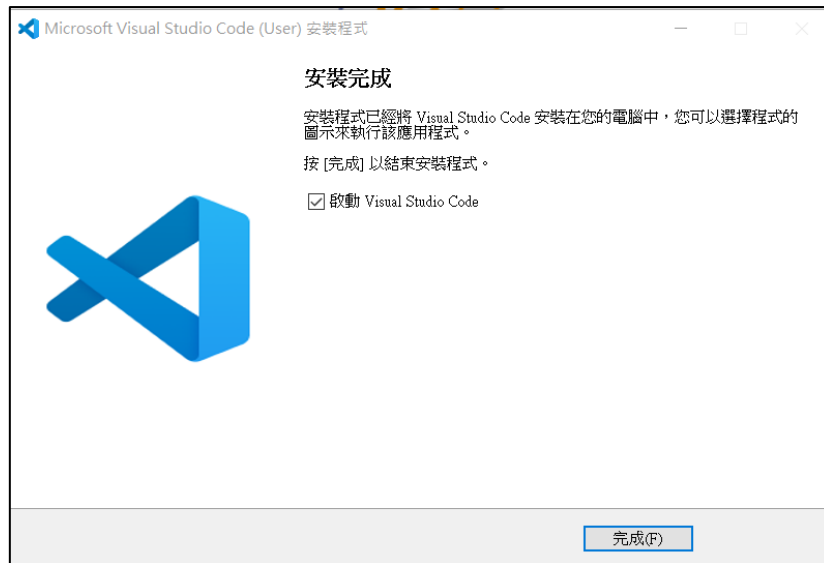 Microsoft Visual Studio Code (User) 安裝程式
安裝完成
安裝程式已經將 Visual Studio Code 安裝在您的電腦中，您可以選擇程式的
圖示來執行該應用程式。
按 [完成] 以結束安裝程式。
啟動 Visual Studio Code
完成(F)